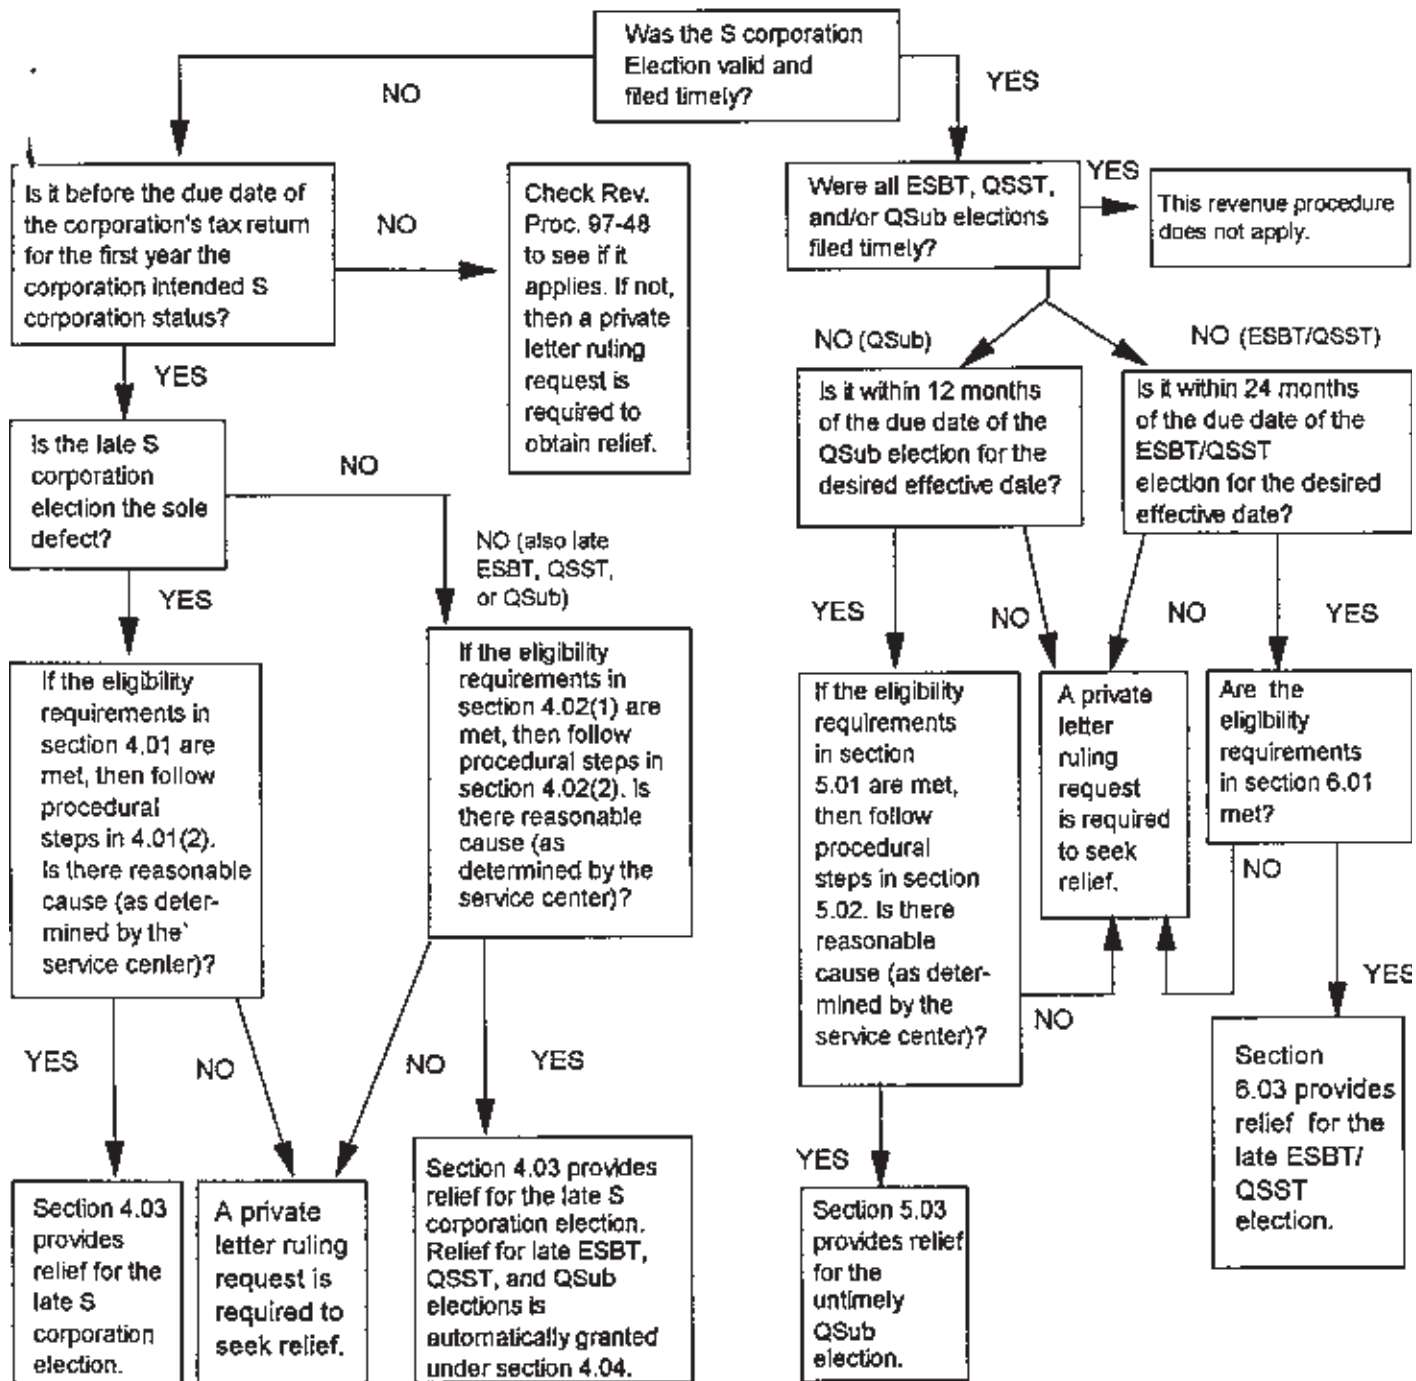 Was the S corporation
Election valid and
filed timely?
NO
YES
Is it before the due date of
the corporation's tax return
for the first year the
corporation intended S
corporation status?
NO
Check Rev.
Proc. 97-48
to see if it
applies. If not,
then a private
letter ruling
request is
required to
obtain relief.
Were all ESBT, QSST,
and/or QSub elections
filed timely?
YES
This revenue procedure
does not apply.
YES
NO (QSub)
NO (ESBT/QSST)
Is the late S
corporation
election the sole
defect?
NO
NO (also late
ESBT, QSST,
or QSub)
Is it within 12 months
of the due date of the
QSub election for the
desired effective date?
Is it within 24 months
of the due date of the
ESBT/QSST
election for the desired
effective date?
YES
YES
NO
NO
YES
If the eligibility
requirements in
section 4.01 are
met, then follow
procedural
steps in 4.01(2).
Is there reasonable
cause (as deter-
mined by the
service center)?
If the eligibility
requirements in
section 4.02(1) are
met, then follow
procedural steps in
section 4.02(2). Is
there reasonable
cause (as
determined by the
service center)?
If the eligibility
requirements
in section
5.01 are met,
then follow
procedural
steps in section
5.02. Is there
reasonable
cause (as deter-
mined by the
service center)?
A private
letter
ruling
request
is required
to seek
relief.
Are the
eligibility
requirements
in section 6.01
met?
NO
YES
NO
YES
NO
NO
YES
YES
Section 4.03
provides
relief for the
late S
corporation
election.
A private
letter ruling
request is
required to
seek relief.
Section 4.03 provides
relief for the late S
corporation election.
Relief for late ESBT,
QSST, and QSub
elections is
automatically granted
under section 4.04.
Section 5.03
provides relief
for the
untimely
QSub
election.
Section
6.03 provides
relief for the
late ESBT/
QSST
election.